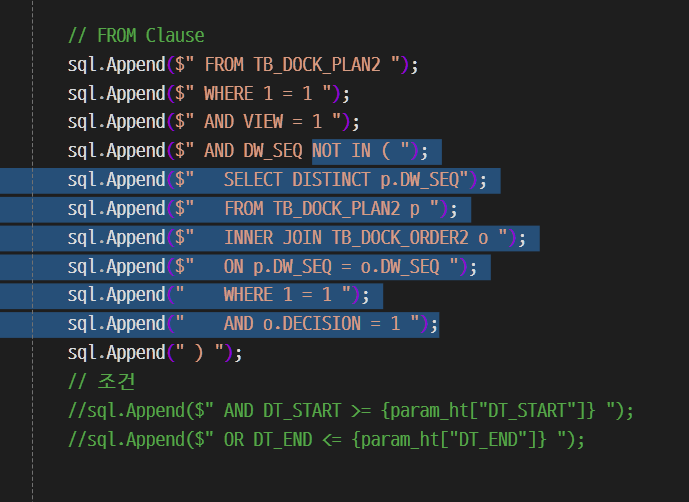 // FROM Clause
sql.Append($" FROM TB_DOCK_PLAN2 ");
sql.Append($" WHERE 1 = 1 ");
sql.Append($" AND VIEW = 1 ");
sql.Append($" AND DW_SEQ NOT IN ( ");
sql.Append($"   SELECT DISTINCT p.DW_SEQ");
sql.Append($"   FROM TB_DOCK_PLAN2 p ");
sql.Append($"   INNER JOIN TB_DOCK_ORDER2 o ");
sql.Append($"   ON p.DW_SEQ = o.DW_SEQ ");
sql.Append("    WHERE 1 = 1 ");
sql.Append("    AND o.DECISION = 1 ");
sql.Append(" ) ");
// 조건
//sql.Append($" AND DT_START >= {param_ht["DT_START"]} ");
//sql.Append($" OR DT_END <= {param_ht["DT_END"]} ");